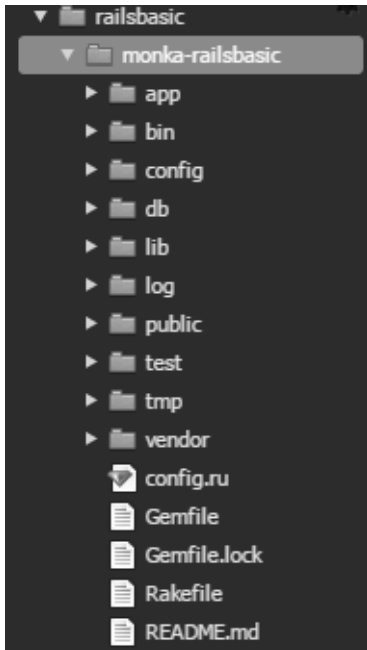 railsbasic
monka-railsbasic
app
bin
config
db
lib
log
public
test
tmp
vendor
config.ru
Gemfile
Gemfile.lock
Rakefile
README.md